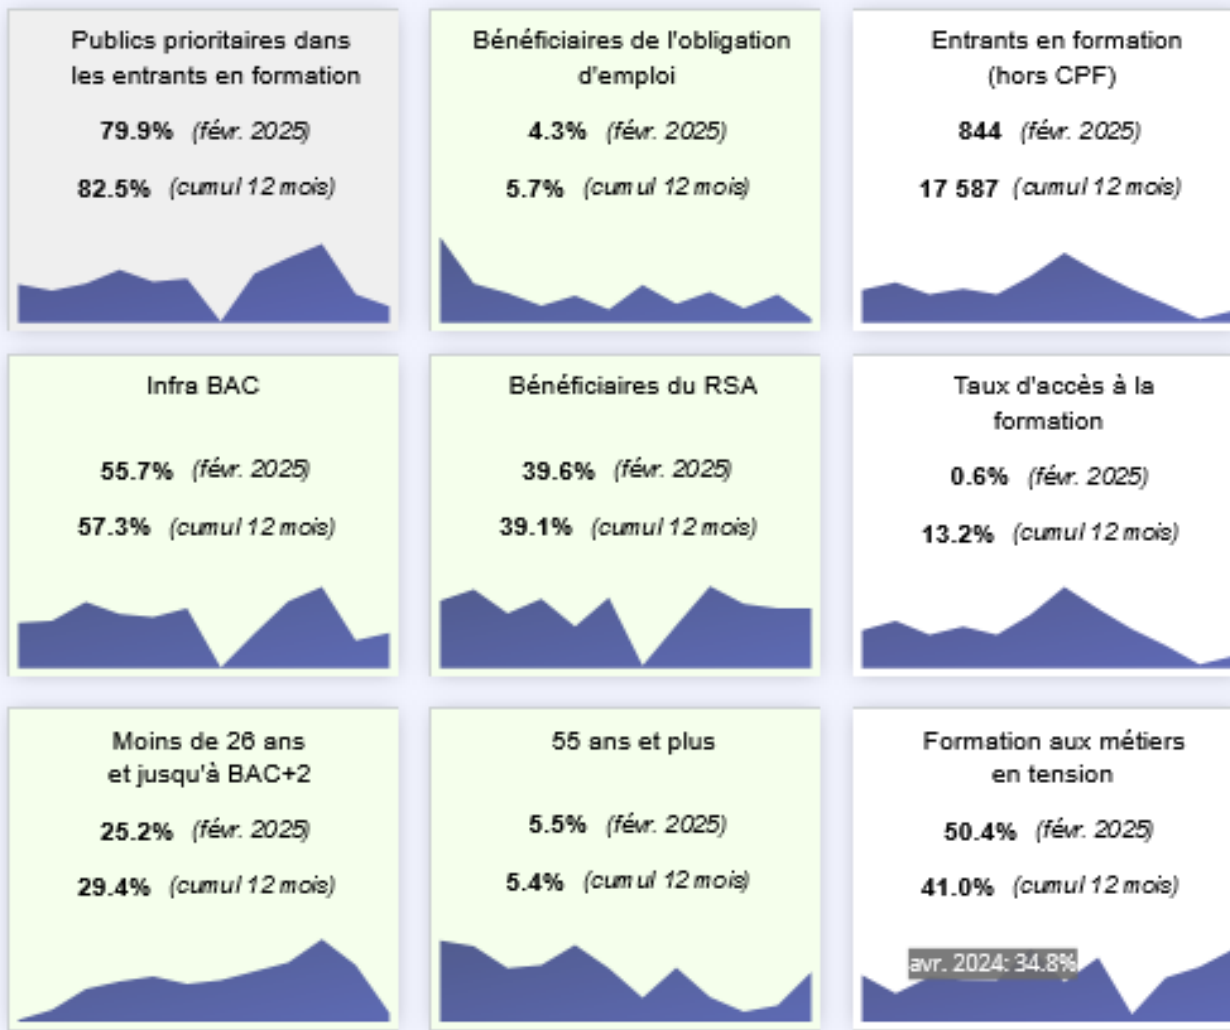 Publics prioritaires dans
les entrants en formation
79.9% (févr. 2025)
82.5% (cumul 12 mois)
Bénéficiaires de l'obligation
d'emploi
4.3% (févr. 2025)
5.7% (cumul 12 mois)
Entrants en formation
(hors CPF)
844 (févr. 2025)
17 587 (cumul 12 mois)
Infra BAC
55.7% (févr. 2025)
57.3% (cumul 12 mois)
Bénéficiaires du RSA
39.6% (févr. 2025)
39.1% (cumul 12 mois)
Taux d'accès à la
formation
0.6% (févr. 2025)
13.2% (cumul 12 mois)
Moins de 26 ans
et jusqu'à BAC+2
25.2% (févr. 2025)
29.4% (cumul 12 mois)
55 ans et plus
5.5% (févr. 2025)
5.4% (cumul 12 mois)
Formation aux métiers
en tension
50.4% (févr. 2025)
41.0% (cumul 12 mois)
avr. 2024: 34.8%